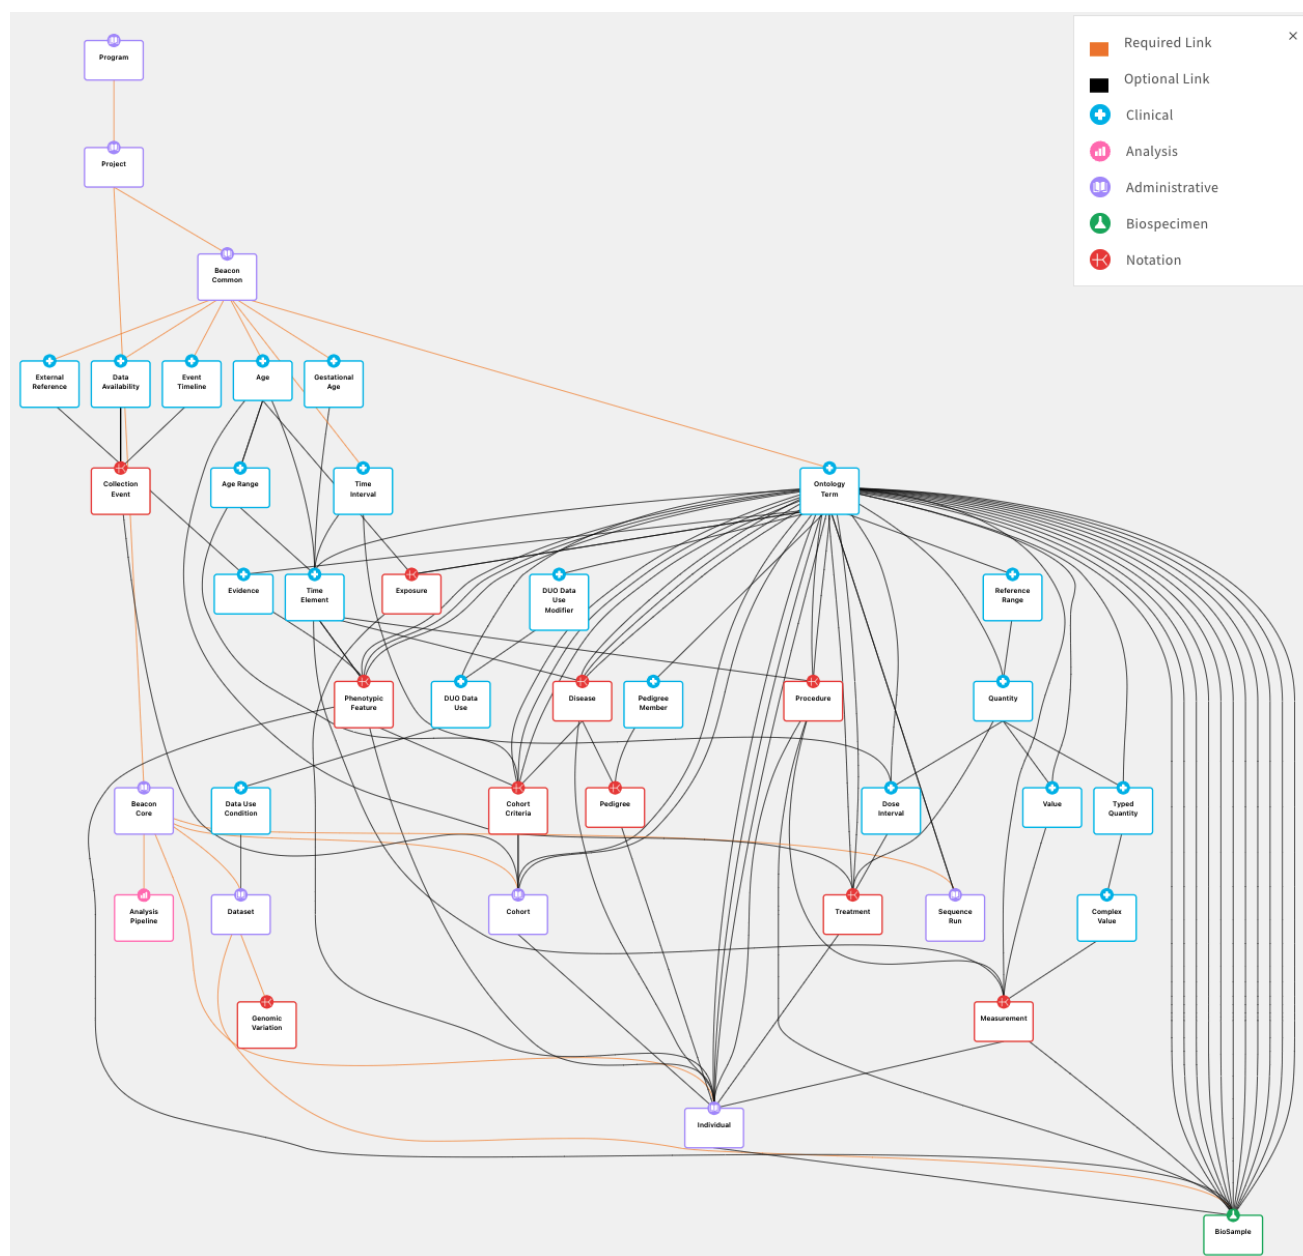 ×
Required Link
Optional Link
Clinical
Analysis
Administrative
Biospecimen
Notation
Program
Project
Beacon
Common
External
Reference
Data
Availability
Event
Timeline
Age
Gestational
Age
Collection
Event
Age Range
Time
Interval
Ontology
Term
Evidence
Time
Element
Exposure
DUO Data
Use
Modifier
Reference
Range
Phenotypic
Feature
DUO Data
Use
Disease
Pedigree
Member
Procedure
Quantity
Beacon
Core
Data Use
Condition
Cohort
Criteria
Pedigree
Dose
Interval
Value
Typed
Quantity
Analysis
Pipeline
Dataset
Cohort
Treatment
Sequence
Run
Complex
Value
Genomic
Variation
Measurement
Individual
BioSample